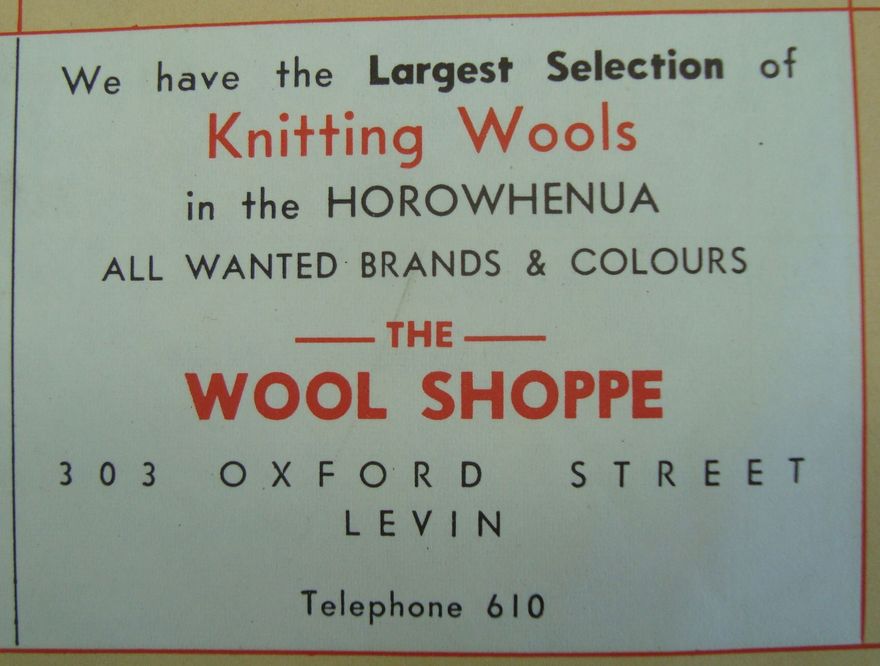 We have the Largest Selection of
Knitting Wools
in the HOROWHENUA
ALL WANTED BRANDS & COLOURS
THE
WOOL SHOPPE
303 OXFORD STREET
LEVIN
Telephone 610